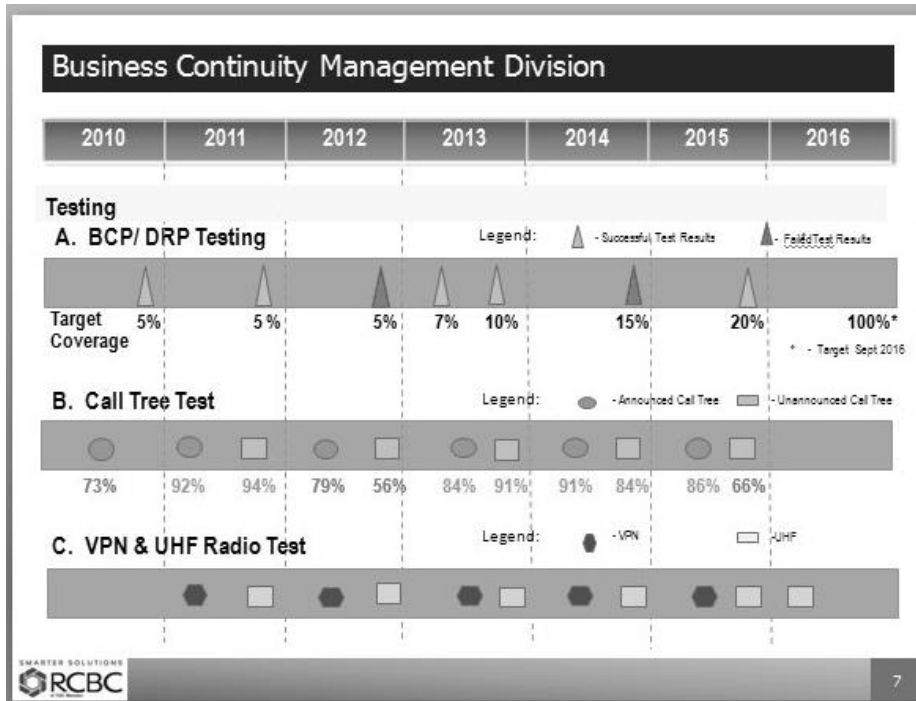 Business Continuity Management Division
2010 2011 2012 2013 2014 2015 2016
Testing
A. BCP/ DRP Testing
Legend: - Successful Test Results - Failed Test Results
Target Coverage 5% 5 % 5% 7% 10% 15% 20% 100%*
* - Target Sept 2016
B. Call Tree Test
Legend: - Announced Call Tree - Unannounced Call Tree
73% 92% 94% 79% 56% 84% 91% 91% 84% 86% 66%
C. VPN & UHF Radio Test
Legend: - VPN -UHF
SMARTER SOLUTIONS
RCBC
7